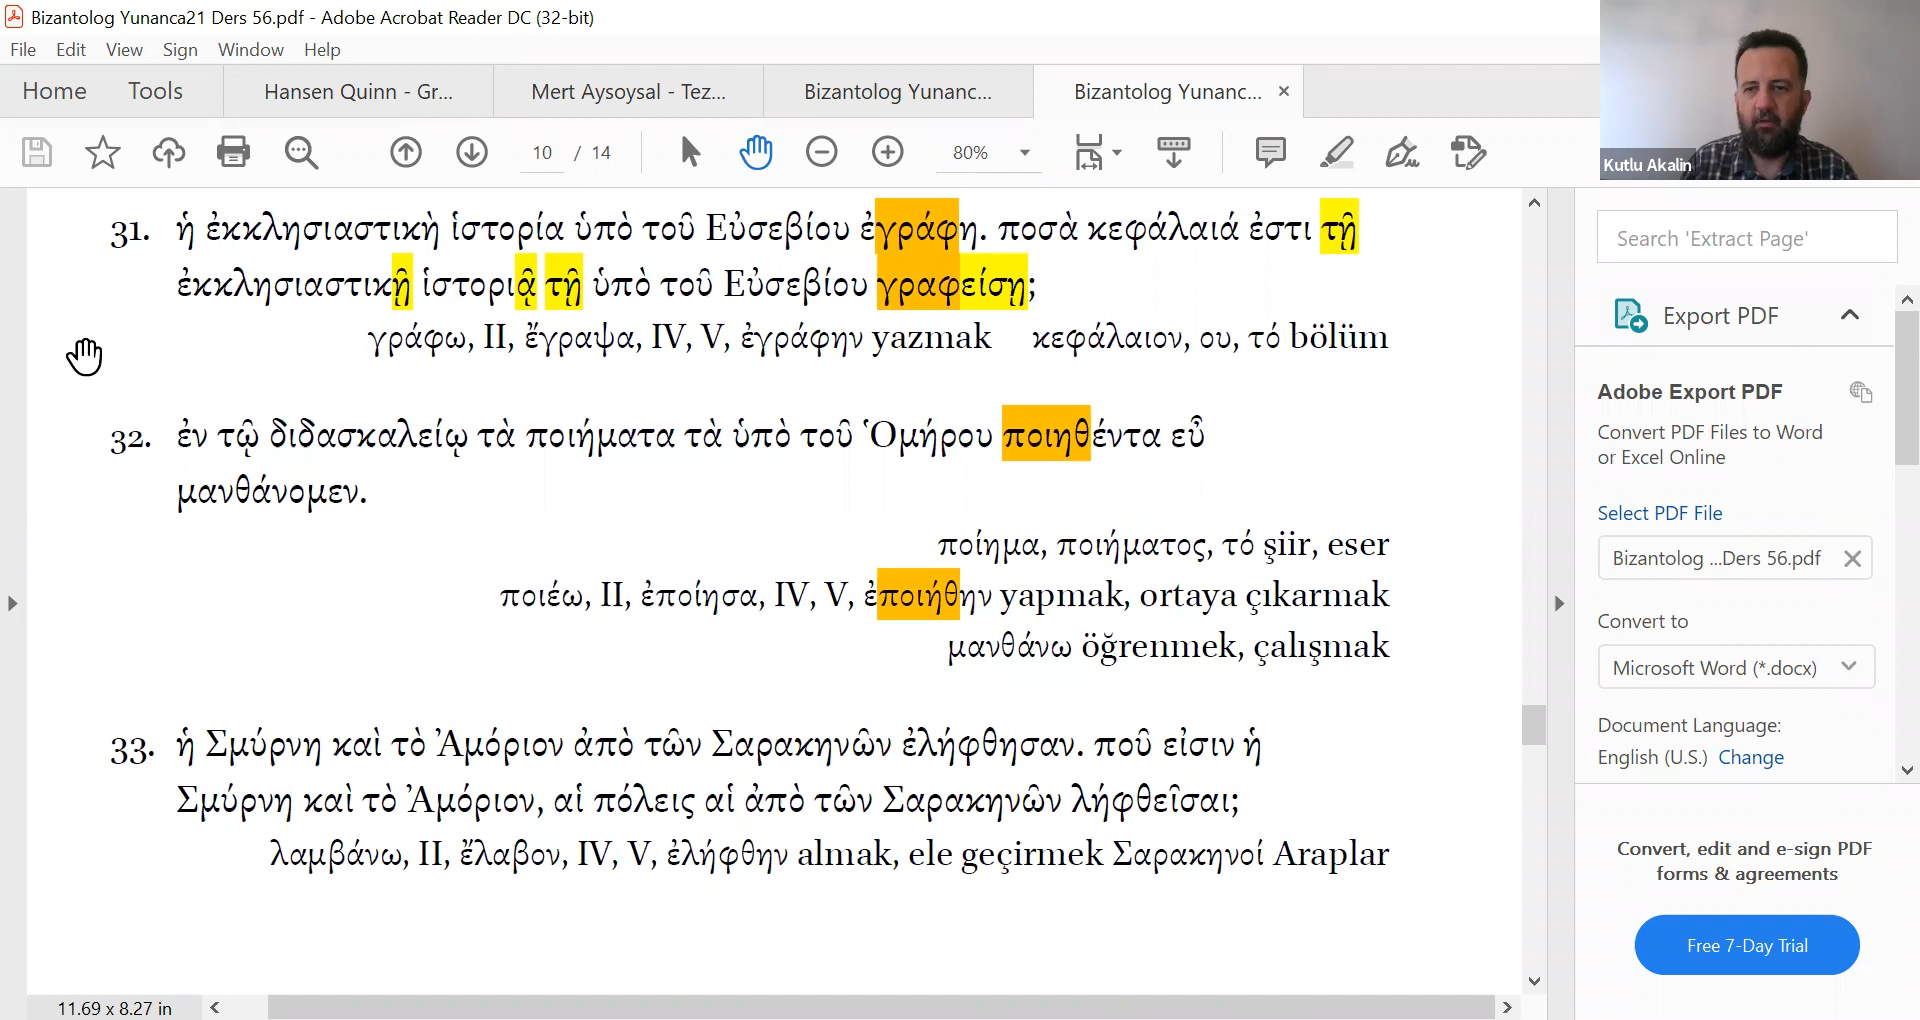 Bizantolog Yunanca21 Ders 56.pdf - Adobe Acrobat Reader DC (32-bit)
File Edit View Sign Window Help
Home Tools Hansen Quinn - Gr... Mert Aysoysal - Tez... Bizantolog Yunanc... Bizantolog Yunanc... ×
10 / 14 80%
Kutlu Akalin
31. ἡ ἐκκλησιαστικὴ ἱστορία ὑπὸ τοῦ Εὐσεβίου ἐγράφη. ποσὰ κεφάλαιά ἐστι τῇ
ἐκκλησιαστικῇ ἱστοριᾷ τῇ ὑπὸ τοῦ Εὐσεβίου γραφείσῃ;
γράφω, II, ἔγραψα, IV, V, ἐγράφην yazmak κεφάλαιον, ου, τό bölüm
32. ἐν τῷ διδασκαλείῳ τὰ ποιήματα τὰ ὑπὸ τοῦ Ὁμήρου ποιηθέντα εὖ
μανθάνομεν.
ποίημα, ποιήματος, τό şiir, eser
ποιέω, II, ἐποίησα, IV, V, ἐποιήθην yapmak, ortaya çıkarmak
μανθάνω öğrenmek, çalışmak
33. ἡ Σμύρνη καὶ τὸ Ἀμόριον ἀπὸ τῶν Σαρακηνῶν ἐλήφθησαν. ποῦ εἰσιν ἡ
Σμύρνη καὶ τὸ Ἀμόριον, αἱ πόλεις αἱ ἀπὸ τῶν Σαρακηνῶν λήφθεῖσαι;
λαμβάνω, II, ἔλαβον, IV, V, ἐλήφθην almak, ele geçirmek Σαρακηνοί Araplar
11.69 x 8.27 in
Search 'Extract Page'
Export PDF
Adobe Export PDF
Convert PDF Files to Word
or Excel Online
Select PDF File
Bizantolog ...Ders 56.pdf
Convert to
Microsoft Word (*.docx)
Document Language:
English (U.S.) Change
Convert, edit and e-sign PDF
forms & agreements
Free 7-Day Trial